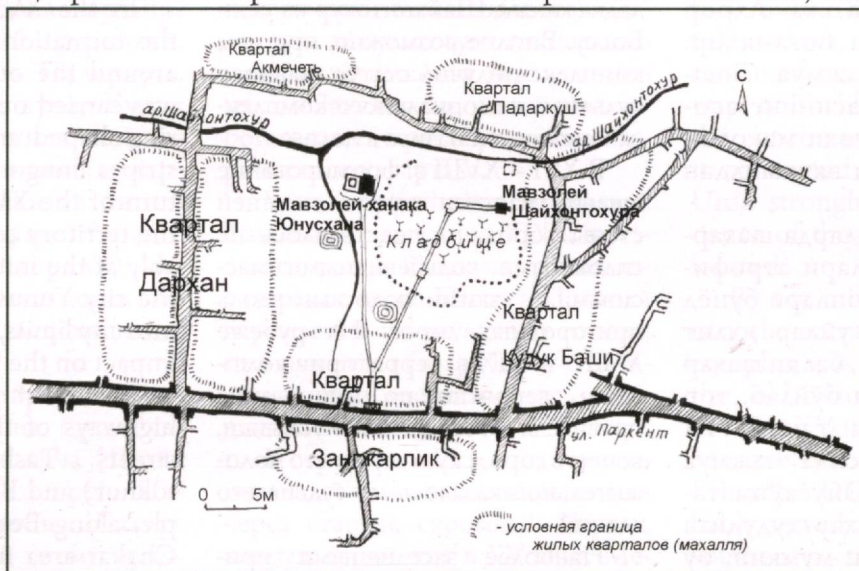 Квартал
Акмечеть
Квартал
Падаркуш
ар.Шайхонтохур
ар.Шайхонтохур
Мавзолей-ханака
Юнусхана
Мавзолей
Шайхонтохура
Кладбище
Квартал
Дархан
Квартал
Кудук Баши
Квартал
Занжарлик
ул. Паркент
0 5м
- условная граница
жилых кварталов (махалля)